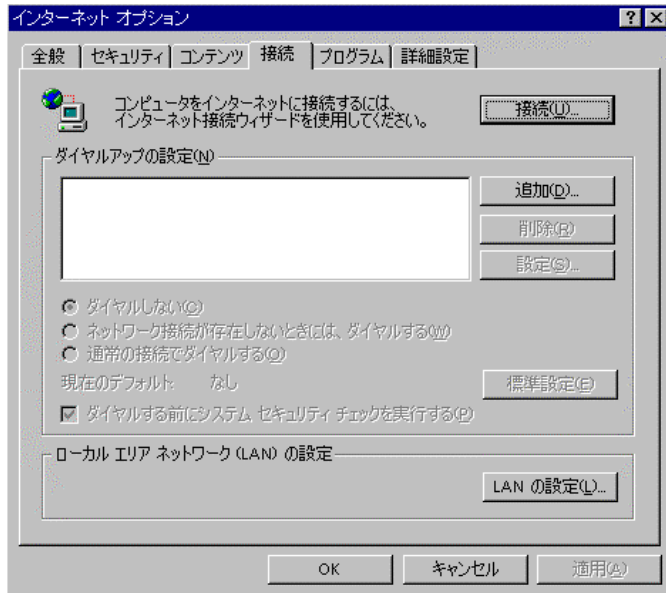 インターネット オプション
全般 セキュリティ コンテンツ 接続 プログラム 詳細設定
コンピュータをインターネットに接続するには、
インターネット接続ウィザードを使用してください。
接続(U)...
ダイヤルアップの設定(N)
追加(D)...
削除(R)
設定(S)...
ダイヤルしない(C)
ネットワーク接続が存在しないときには、ダイヤルする(W)
通常の接続でダイヤルする(O)
現在のデフォルト: なし
標準設定(E)
ダイヤルする前にシステム セキュリティ チェックを実行する(P)
ローカル エリア ネットワーク (LAN) の設定
LAN の設定(L)...
OK キャンセル 適用(A)